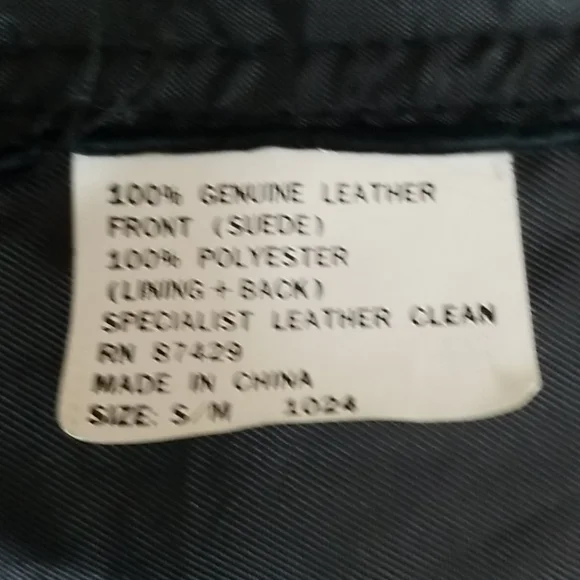 100% GENUINE LEATHER
FRONT (SUEDE)
100% POLYESTER
(LINING + BACK)
SPECIALIST LEATHER CLEAN
RN 87429
MADE IN CHINA
SIZE: S/M 1024